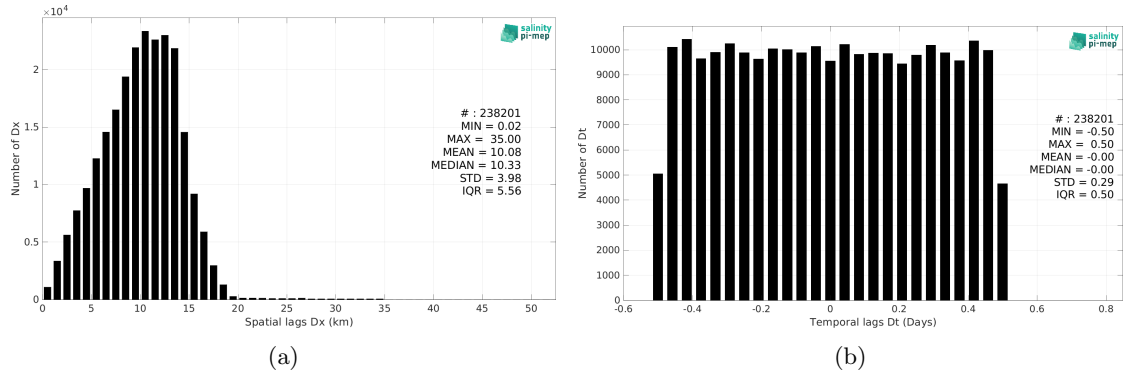 ×10⁴
2
1.5
1
0.5
0
Number of Dx
0 5 10 15 20 25 30 35 40 45 50
Spatial lags Dx (km)
salinity
pi-mep
# : 238201
MIN = 0.02
MAX = 35.00
MEAN = 10.08
MEDIAN = 10.33
STD = 3.98
IQR = 5.56
(a)
10000
9000
8000
7000
6000
5000
4000
3000
2000
1000
0
Number of Dt
-0.6 -0.4 -0.2 0 0.2 0.4 0.6 0.8
Temporal lags Dt (Days)
salinity
pi-mep
# : 238201
MIN = -0.50
MAX = 0.50
MEAN = -0.00
MEDIAN = -0.00
STD = 0.29
IQR = 0.50
(b)